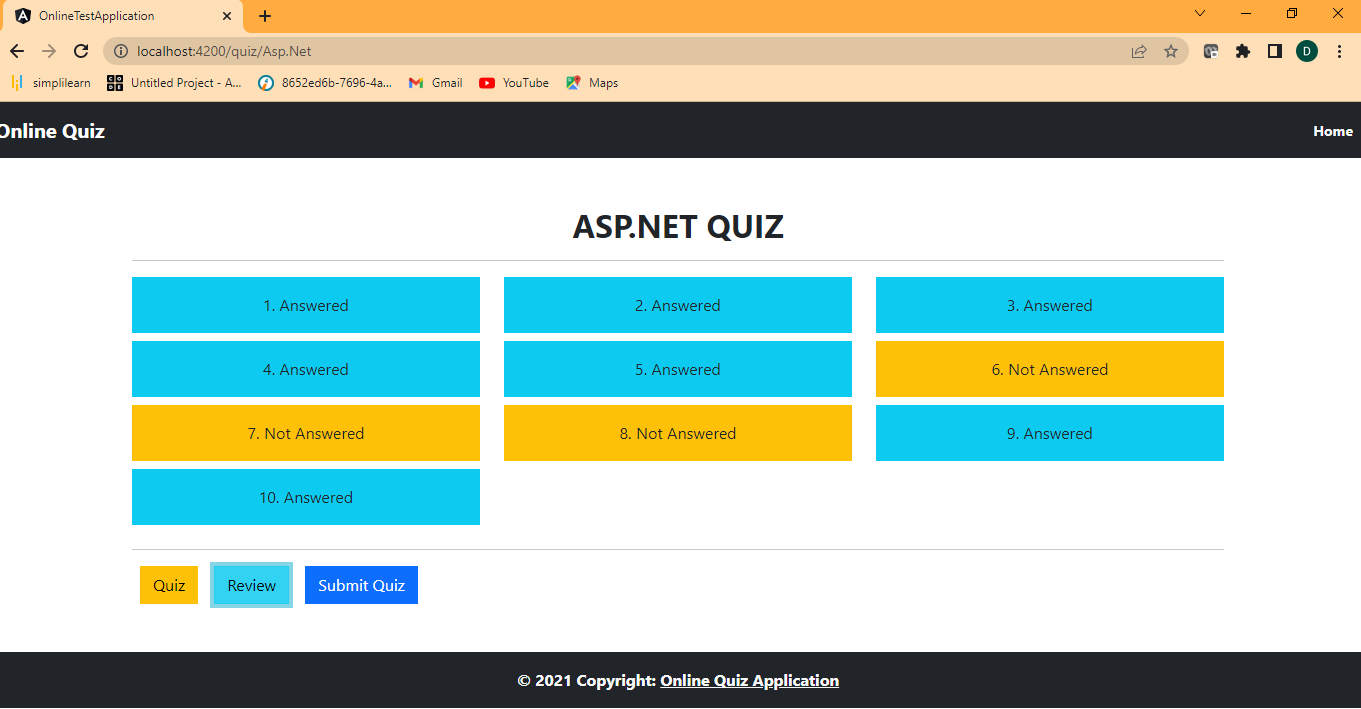 OnlineTestApplication
localhost:4200/quiz/Asp.Net
D
simplilearn Untitled Project - A... 8652ed6b-7696-4a... Gmail YouTube Maps
Online Quiz Home
ASP.NET QUIZ
1. Answered 2. Answered 3. Answered
4. Answered 5. Answered 6. Not Answered
7. Not Answered 8. Not Answered 9. Answered
10. Answered
Quiz Review Submit Quiz
© 2021 Copyright: Online Quiz Application